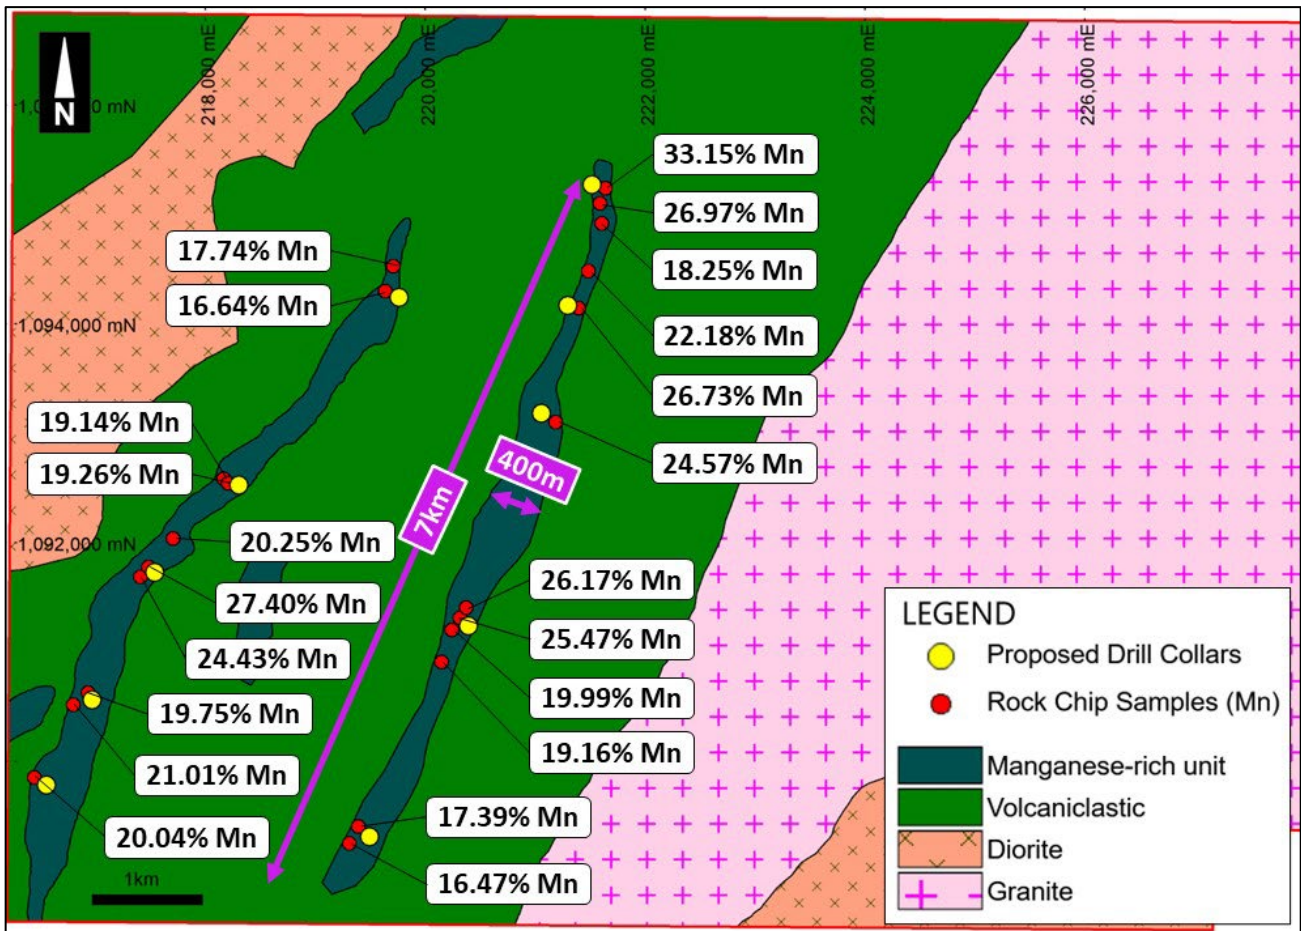 N
218,000 mE
220,000 mE
222,000 mE
224,000 mE
226,000 mE
33.15% Mn
26.97% Mn
17.74% Mn
18.25% Mn
16.64% Mn
1,094,000 mN
22.18% Mn
26.73% Mn
19.14% Mn
24.57% Mn
400m
19.26% Mn
7km
1,092,000 mN
20.25% Mn
26.17% Mn
27.40% Mn
25.47% Mn
24.43% Mn
19.99% Mn
19.75% Mn
19.16% Mn
21.01% Mn
17.39% Mn
20.04% Mn
16.47% Mn
1km
LEGEND
Proposed Drill Collars
Rock Chip Samples (Mn)
Manganese-rich unit
Volcaniclastic
Diorite
Granite